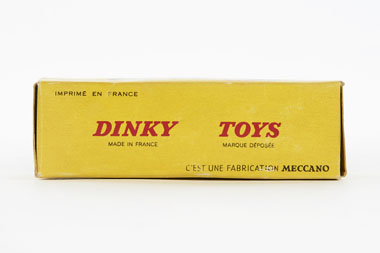 IMPRIMÉ EN FRANCE
DINKY TOYS
MADE IN FRANCE MARQUE DÉPOSÉE
C'EST UNE FABRICATION MECCANO